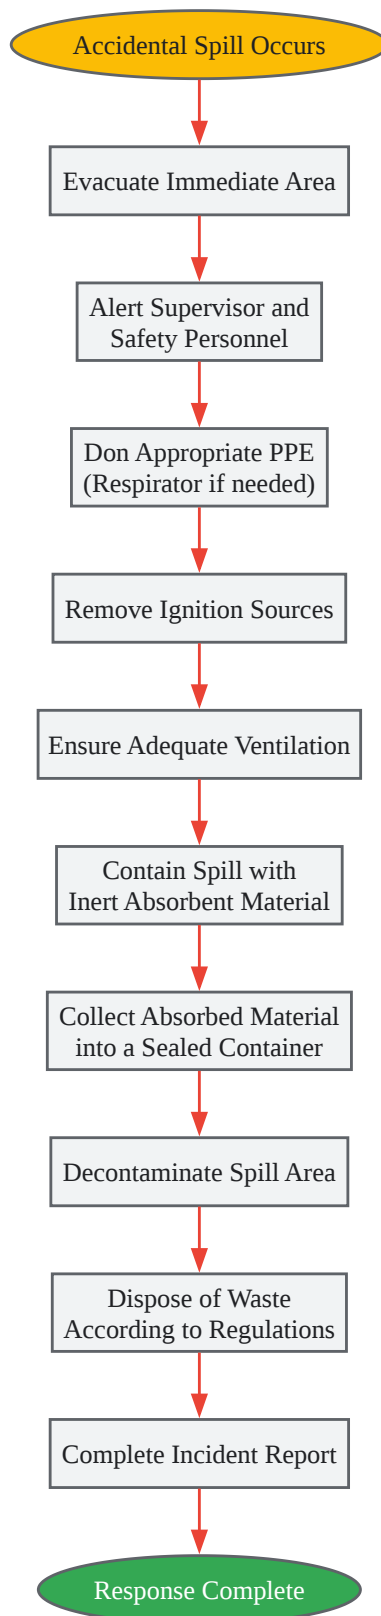 Accidental Spill Occurs
Evacuate Immediate Area
Alert Supervisor and
Safety Personnel
Don Appropriate PPE
(Respirator if needed)
Remove Ignition Sources
Ensure Adequate Ventilation
Contain Spill with
Inert Absorbent Material
Collect Absorbed Material
into a Sealed Container
Decontaminate Spill Area
Dispose of Waste
According to Regulations
Complete Incident Report
Response Complete